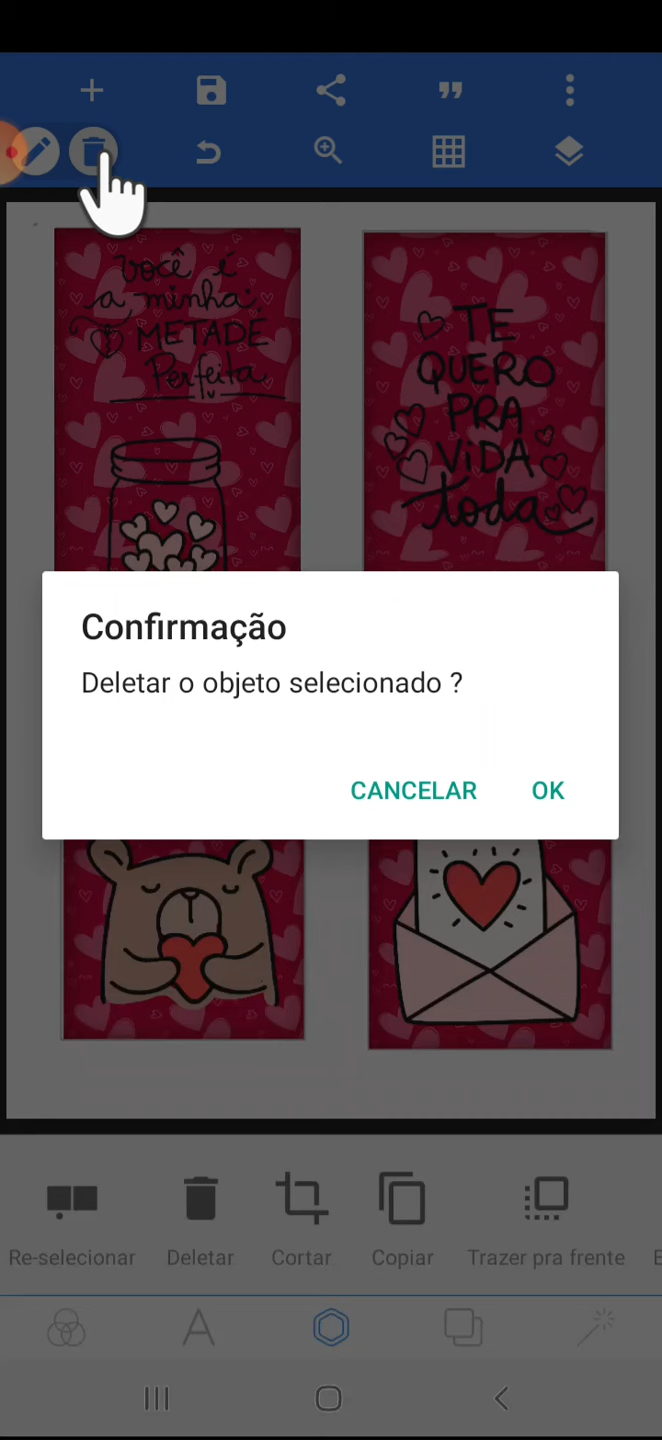 você é
a minha
METADE
Perfeita
TE
QUERO
PRA
ViDA
toda
Confirmação
Deletar o objeto selecionado ?
CANCELAR
OK
Re-selecionar
Deletar
Cortar
Copiar
Trazer pra frente